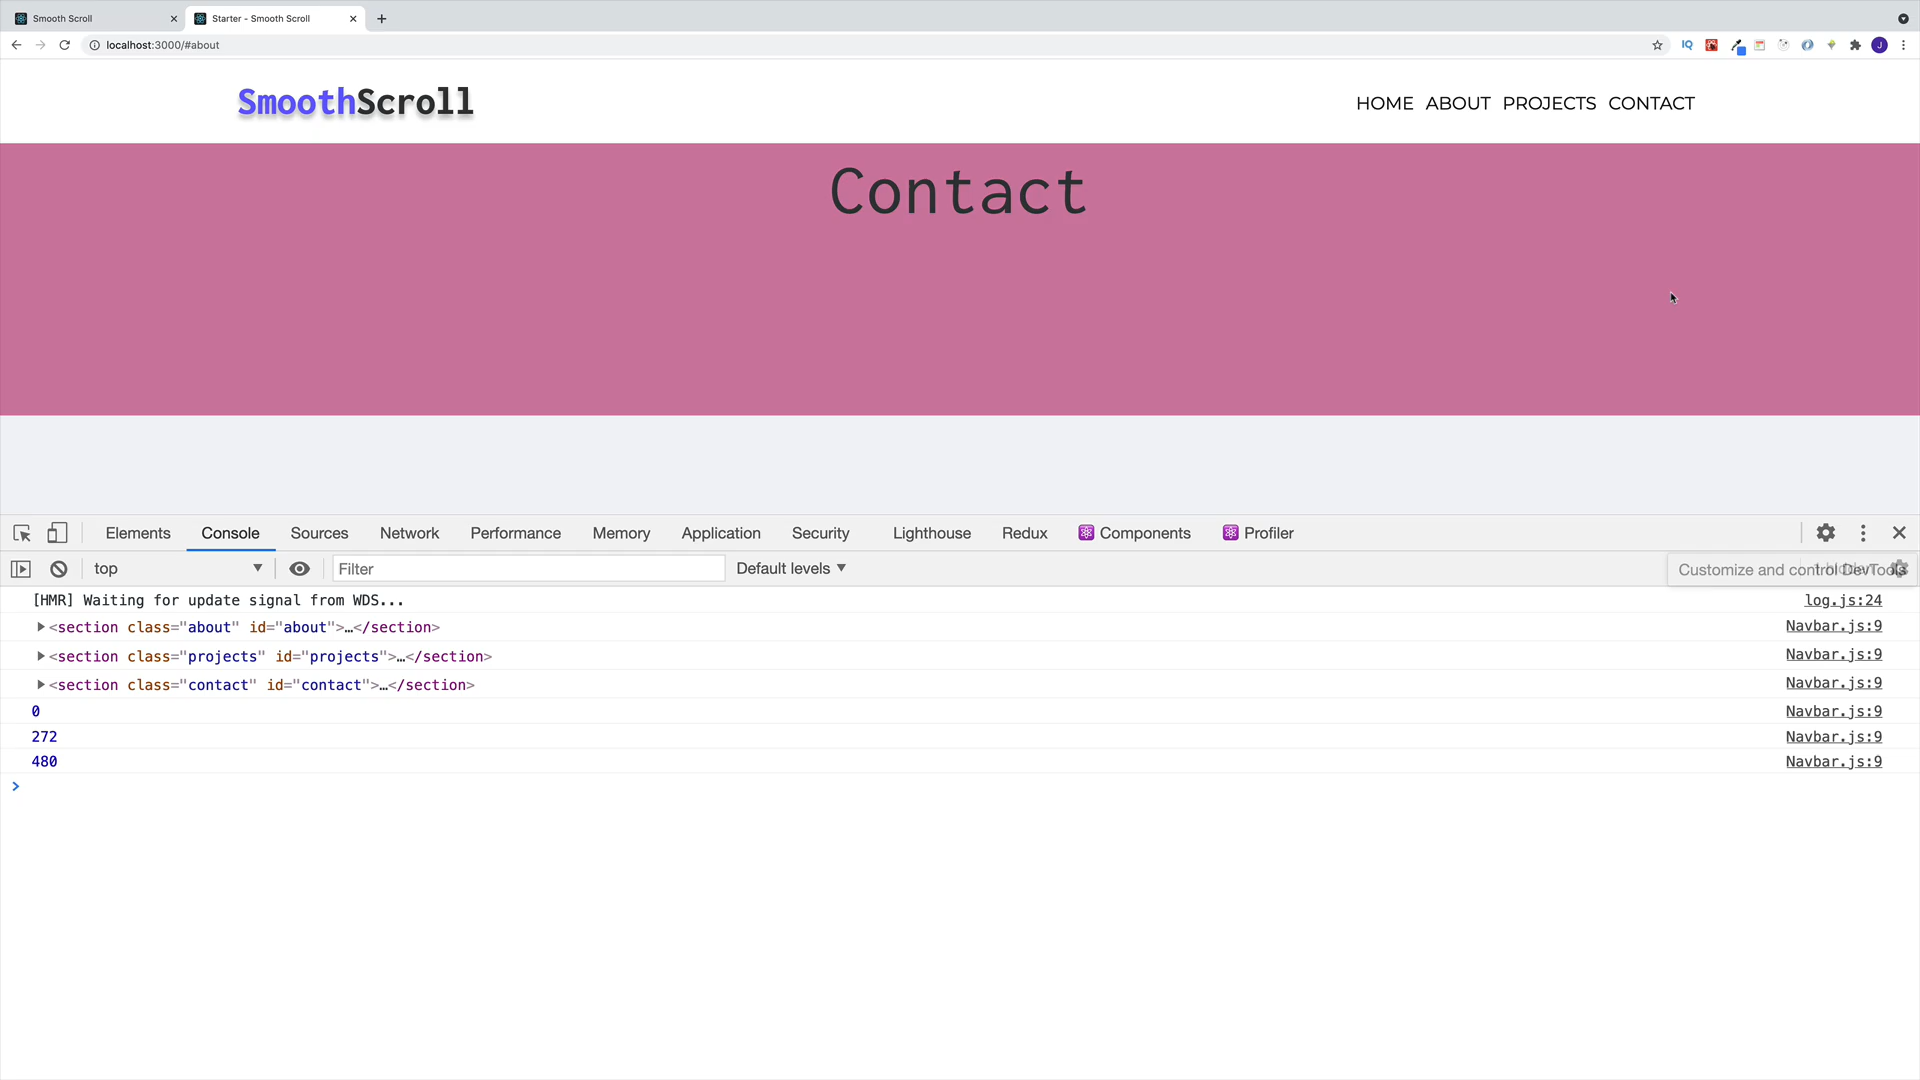 Smooth Scroll
Starter - Smooth Scroll
localhost:3000/#about
IQ
J
SmoothScroll
HOME ABOUT PROJECTS CONTACT
Contact
Elements Console Sources Network Performance Memory Application Security Lighthouse Redux Components Profiler
top Filter Default levels Customize and control DevTools
[HMR] Waiting for update signal from WDS... log.js:24
<section class="about" id="about">…</section> Navbar.js:9
<section class="projects" id="projects">…</section> Navbar.js:9
<section class="contact" id="contact">…</section> Navbar.js:9
0 Navbar.js:9
272 Navbar.js:9
480 Navbar.js:9
>